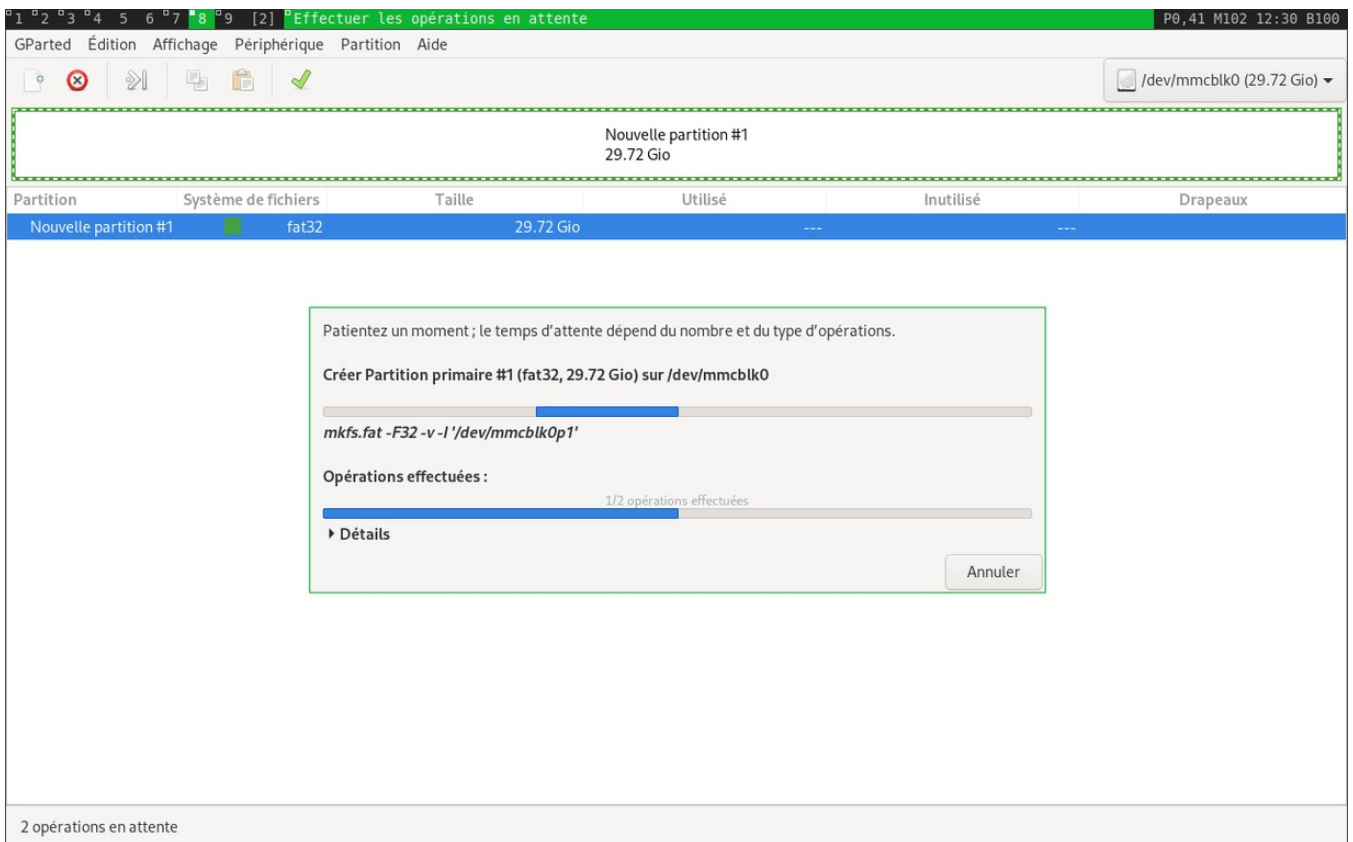 1 2 3 4 5 6 7 8 9 [2] Effectuer les opérations en attente P0,41 M102 12:30 B100
GParted Édition Affichage Périphérique Partition Aide
/dev/mmcblk0 (29.72 Gio)
Nouvelle partition #1
29.72 Gio
Partition Système de fichiers Taille Utilisé Inutilisé Drapeaux
Nouvelle partition #1 fat32 29.72 Gio --- ---
Patientez un moment ; le temps d’attente dépend du nombre et du type d’opérations.
Créer Partition primaire #1 (fat32, 29.72 Gio) sur /dev/mmcblk0
mkfs.fat -F32 -v -I '/dev/mmcblk0p1'
Opérations effectuées :
1/2 opérations effectuées
Détails
Annuler
2 opérations en attente